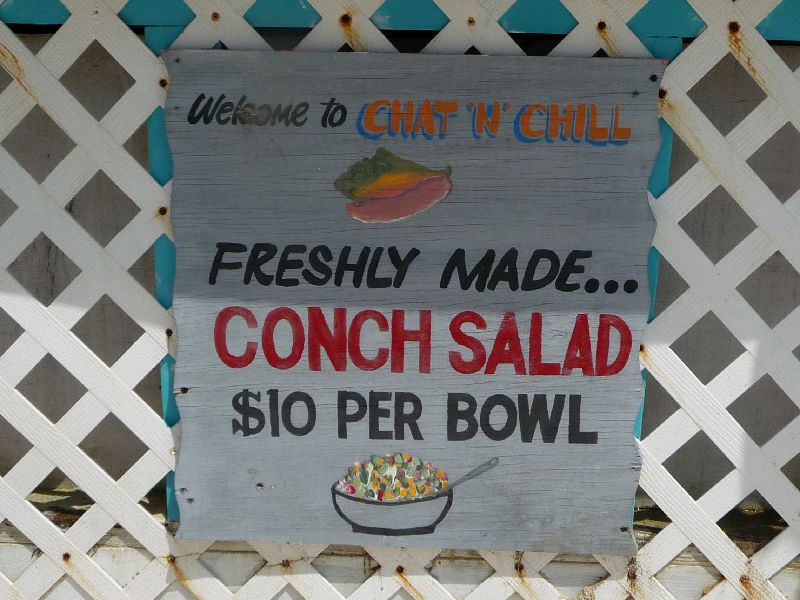 Welcome to CHAT 'N' CHILL
FRESHLY MADE...
CONCH SALAD
$10 PER BOWL